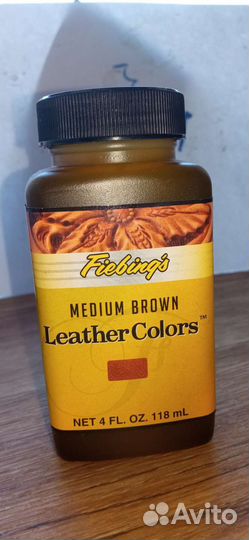 Fiebing's
MEDIUM BROWN
Leather Colors™
NET 4 FL. OZ. 118 mL
Avito